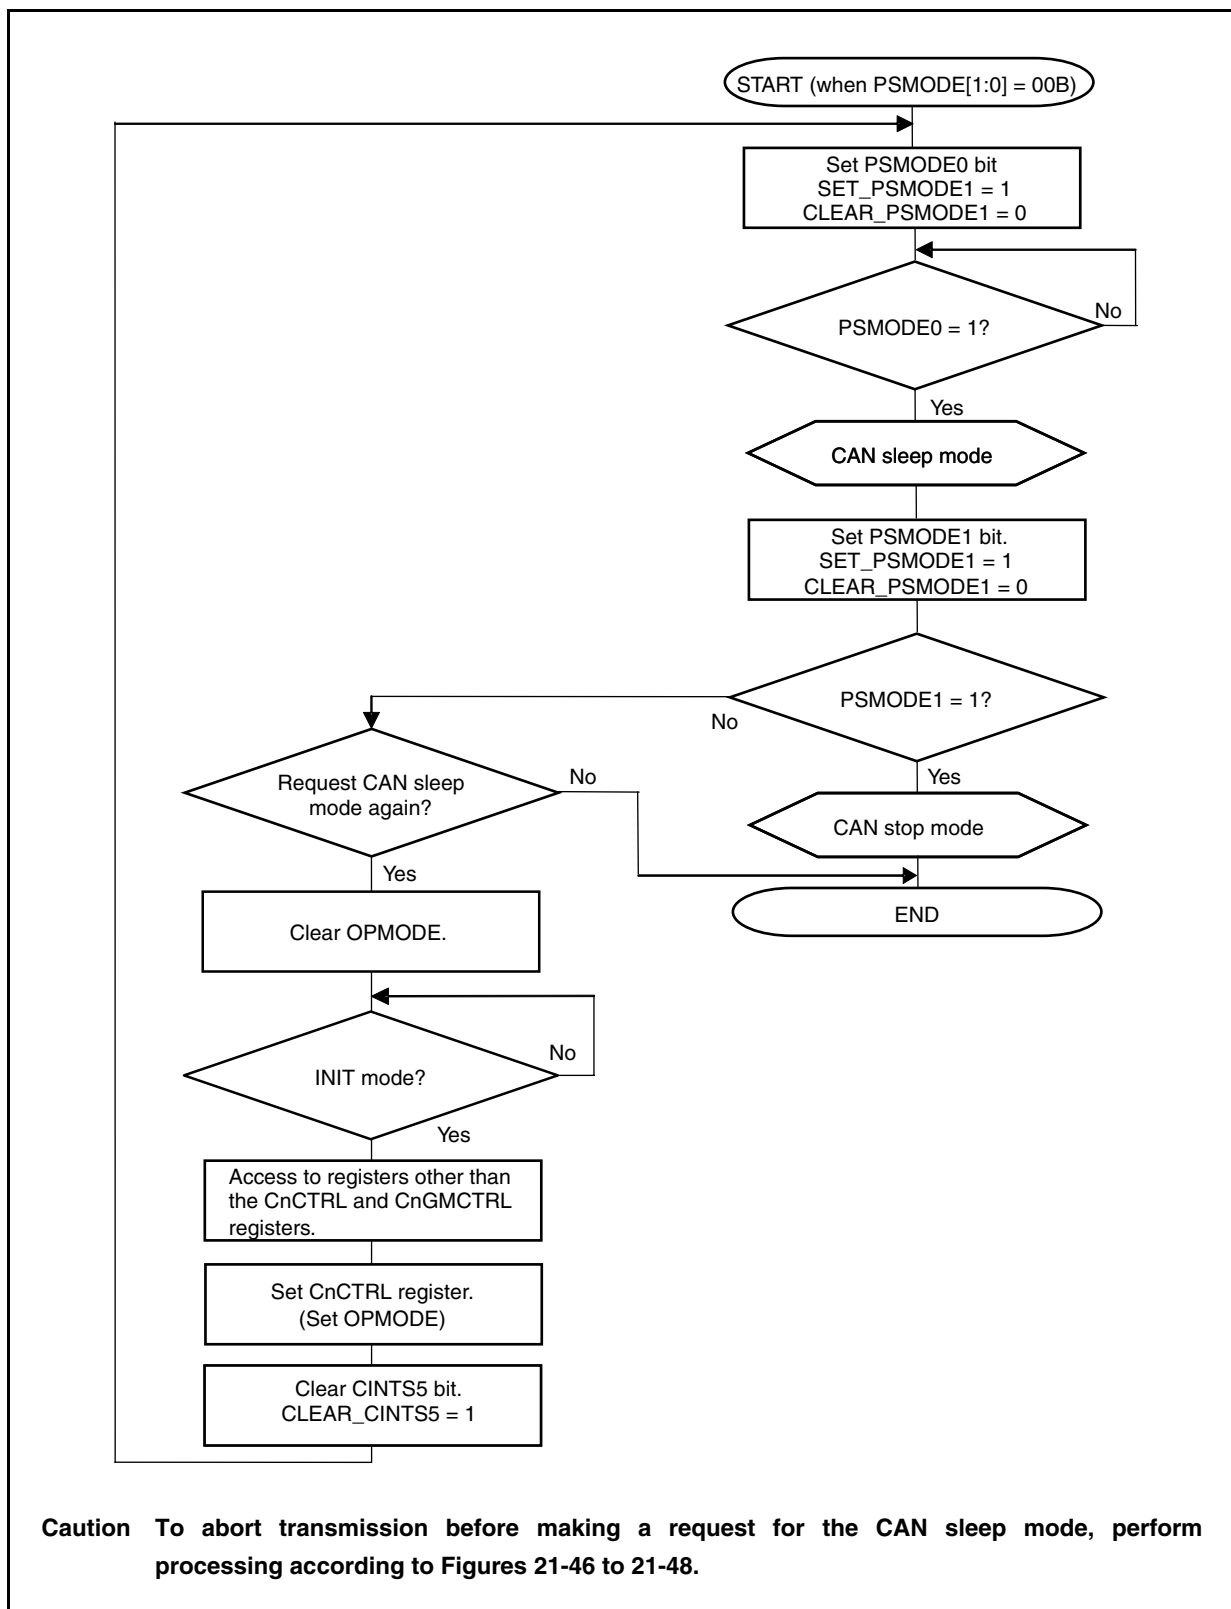 START (when PSMODE[1:0] = 00B)
Set PSMODE0 bit
SET_PSMODE1 = 1
CLEAR_PSMODE1 = 0
No
PSMODE0 = 1?
Yes
CAN sleep mode
Set PSMODE1 bit.
SET_PSMODE1 = 1
CLEAR_PSMODE1 = 0
PSMODE1 = 1?
No
Yes
Request CAN sleep
mode again?
No
Yes
CAN stop mode
END
Clear OPMODE.
No
INIT mode?
Yes
Access to registers other than
the CnCTRL and CnGMCTRL
registers.
Set CnCTRL register.
(Set OPMODE)
Clear CINTS5 bit.
CLEAR_CINTS5 = 1
Caution To abort transmission before making a request for the CAN sleep mode, perform
processing according to Figures 21-46 to 21-48.